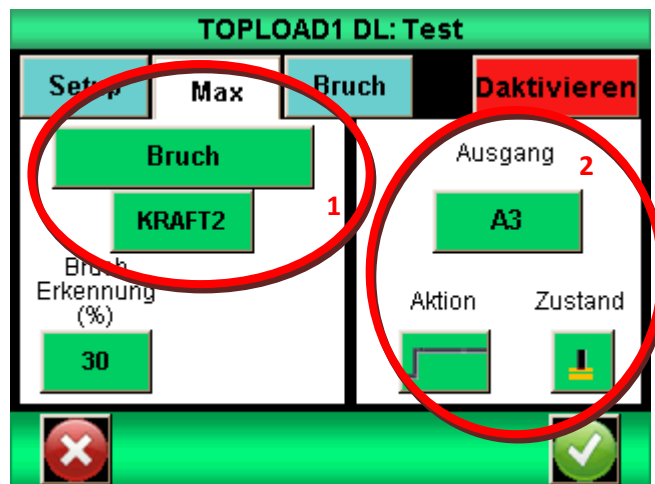 TOPLOAD1 DL: Test
Setup Max Bruch Daktivieren
Bruch
KRAFT2
1
Bruch
Erkennung
(%)
30
Ausgang
2
A3
Aktion Zustand